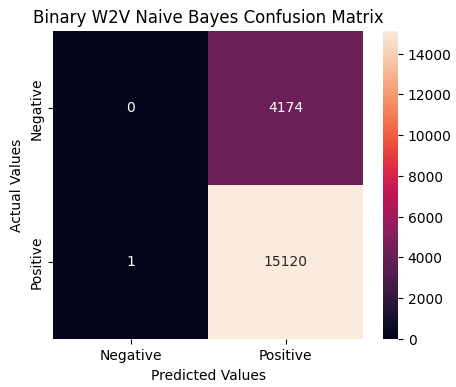 Binary W2V Naive Bayes Confusion Matrix
Actual Values
Negative
Positive
0
4174
1
15120
Negative
Positive
Predicted Values
14000
12000
10000
8000
6000
4000
2000
0